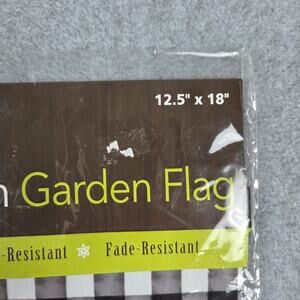 12.5" x 18"
Garden Flag
-Resistant ❄ Fade-Resistant